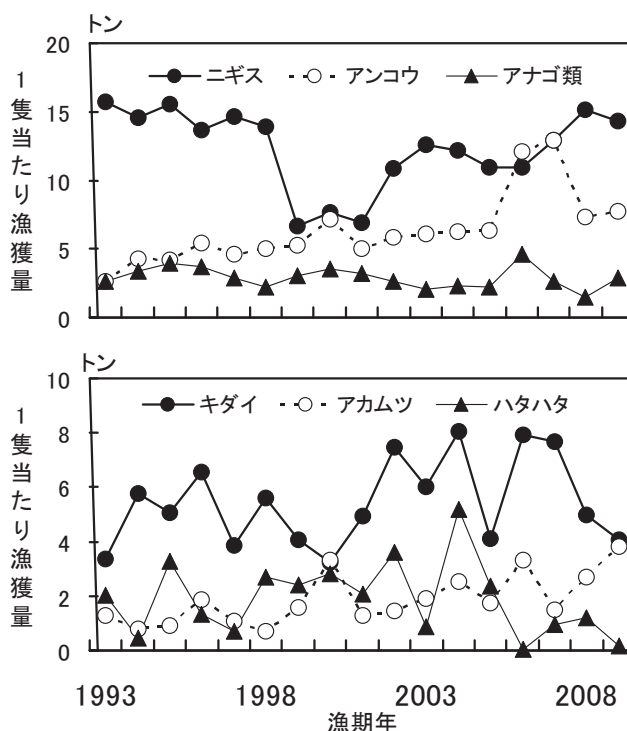 トン
20
15
10
5
0
1隻当たり漁獲量
ニギス アンコウ アナゴ類
トン
10
8
6
4
2
0
1隻当たり漁獲量
キダイ アカムツ ハタハタ
1993 1998 2003 2008
漁期年